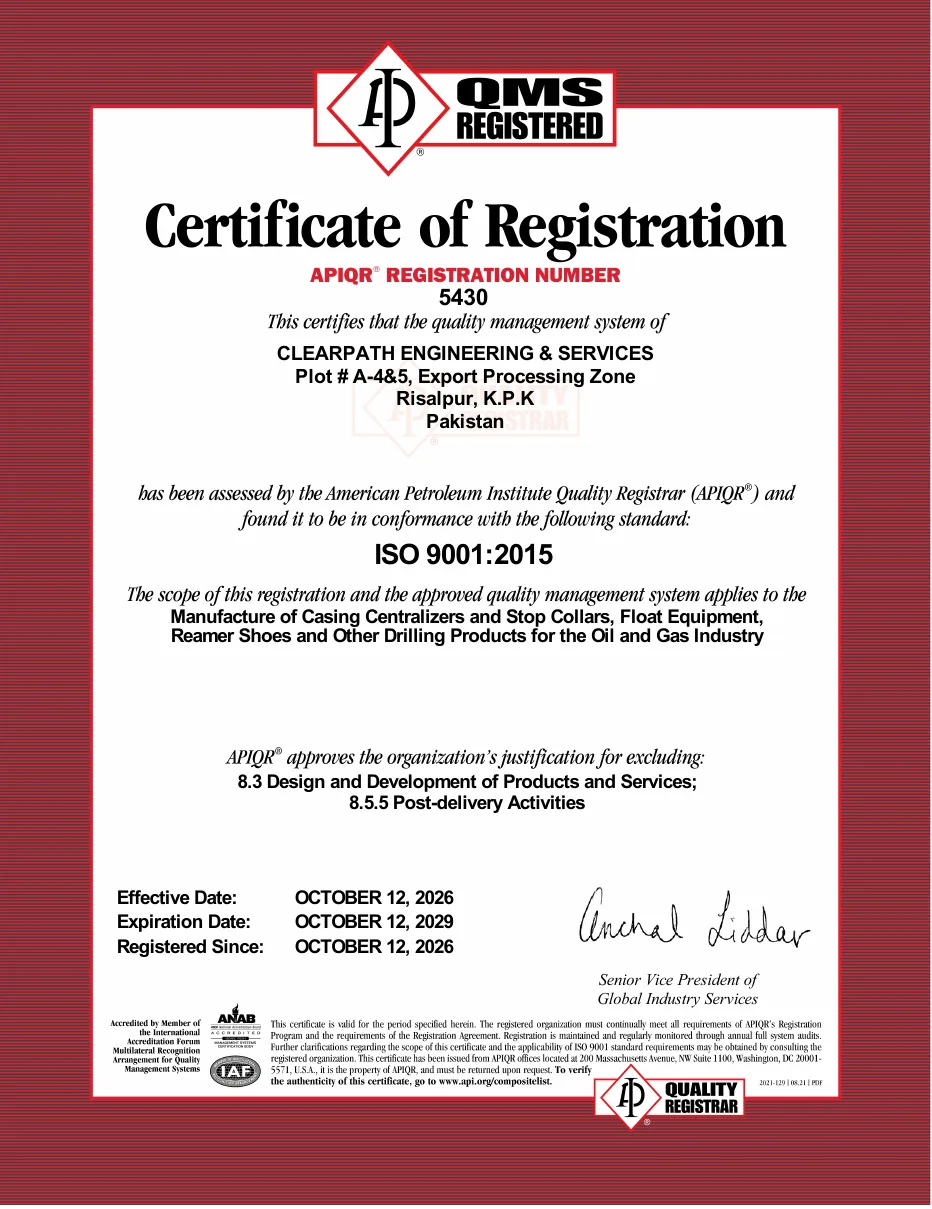 API
QMS
REGISTERED
®
Certificate of Registration
APIQR® REGISTRATION NUMBER
5430
This certifies that the quality management system of
CLEARPATH ENGINEERING & SERVICES
Plot # A-4&5, Export Processing Zone
Risalpur, K.P.K
Pakistan
has been assessed by the American Petroleum Institute Quality Registrar (APIQR®) and
found it to be in conformance with the following standard:
ISO 9001:2015
The scope of this registration and the approved quality management system applies to the
Manufacture of Casing Centralizers and Stop Collars, Float Equipment,
Reamer Shoes and Other Drilling Products for the Oil and Gas Industry
APIQR® approves the organization's justification for excluding:
8.3 Design and Development of Products and Services;
8.5.5 Post-delivery Activities
Effective Date: OCTOBER 12, 2026
Expiration Date: OCTOBER 12, 2029
Registered Since: OCTOBER 12, 2026
Anchal Liddar
Senior Vice President of
Global Industry Services
Accredited by Member of
the International
Accreditation Forum
Multilateral Recognition
Arrangement for Quality
Management Systems
ANAB
ANSI National Accreditation Board
ACCREDITED
MANAGEMENT SYSTEMS
CERTIFICATION BODY
IAF
This certificate is valid for the period specified herein. The registered organization must continually meet all requirements of APIQR's Registration
Program and the requirements of the Registration Agreement. Registration is maintained and regularly monitored through annual full system audits.
Further clarifications regarding the scope of this certificate and the applicability of ISO 9001 standard requirements may be obtained by consulting the
registered organization. This certificate has been issued from APIQR offices located at 200 Massachusetts Avenue, NW Suite 1100, Washington, DC 20001-
5571, U.S.A., it is the property of APIQR, and must be returned upon request. To verify
the authenticity of this certificate, go to www.api.org/compositelist.
2021-129 | 08.21 | PDF
API
QUALITY
REGISTRAR
®